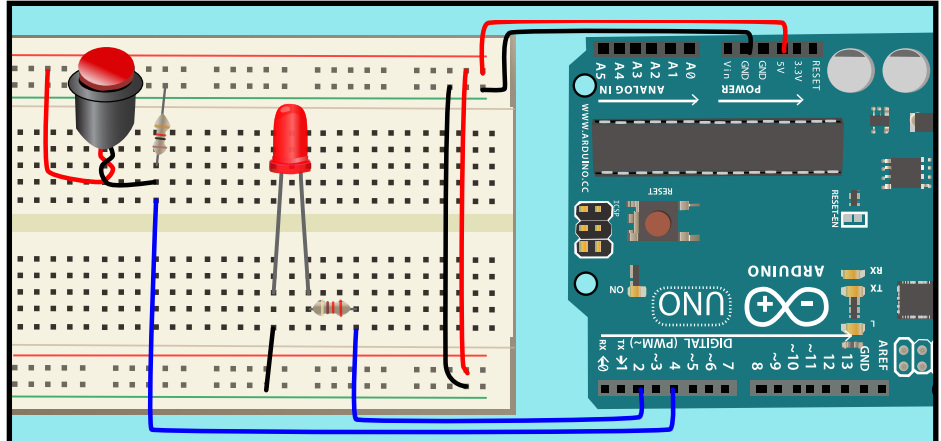 A5
A4
A3
A2
A1
A0
ANALOG IN
Vin
GND
GND
5V
3.3V
RESET
POWER
WWW.ARDUINO.CC
RESET
ICSP
RESET-EN
ON
UNO
ARDUINO
RX
TX
L
DIGITAL (PWM~)
RX
0
TX
1
2
~3
4
~5
~6
7
8
~9
~10
~11
12
13
GND
AREF